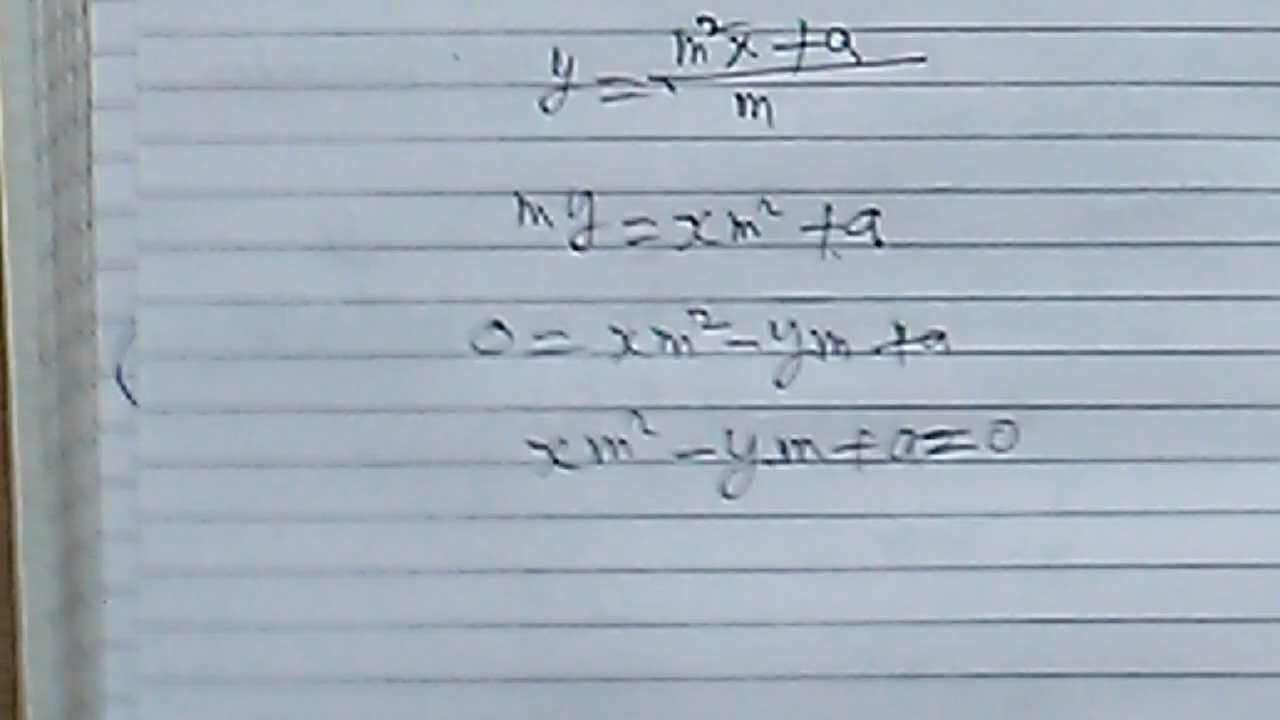 y = m²x + a / m
my = xm² + a
0 = xm² - ym + a
xm² - ym + a = 0